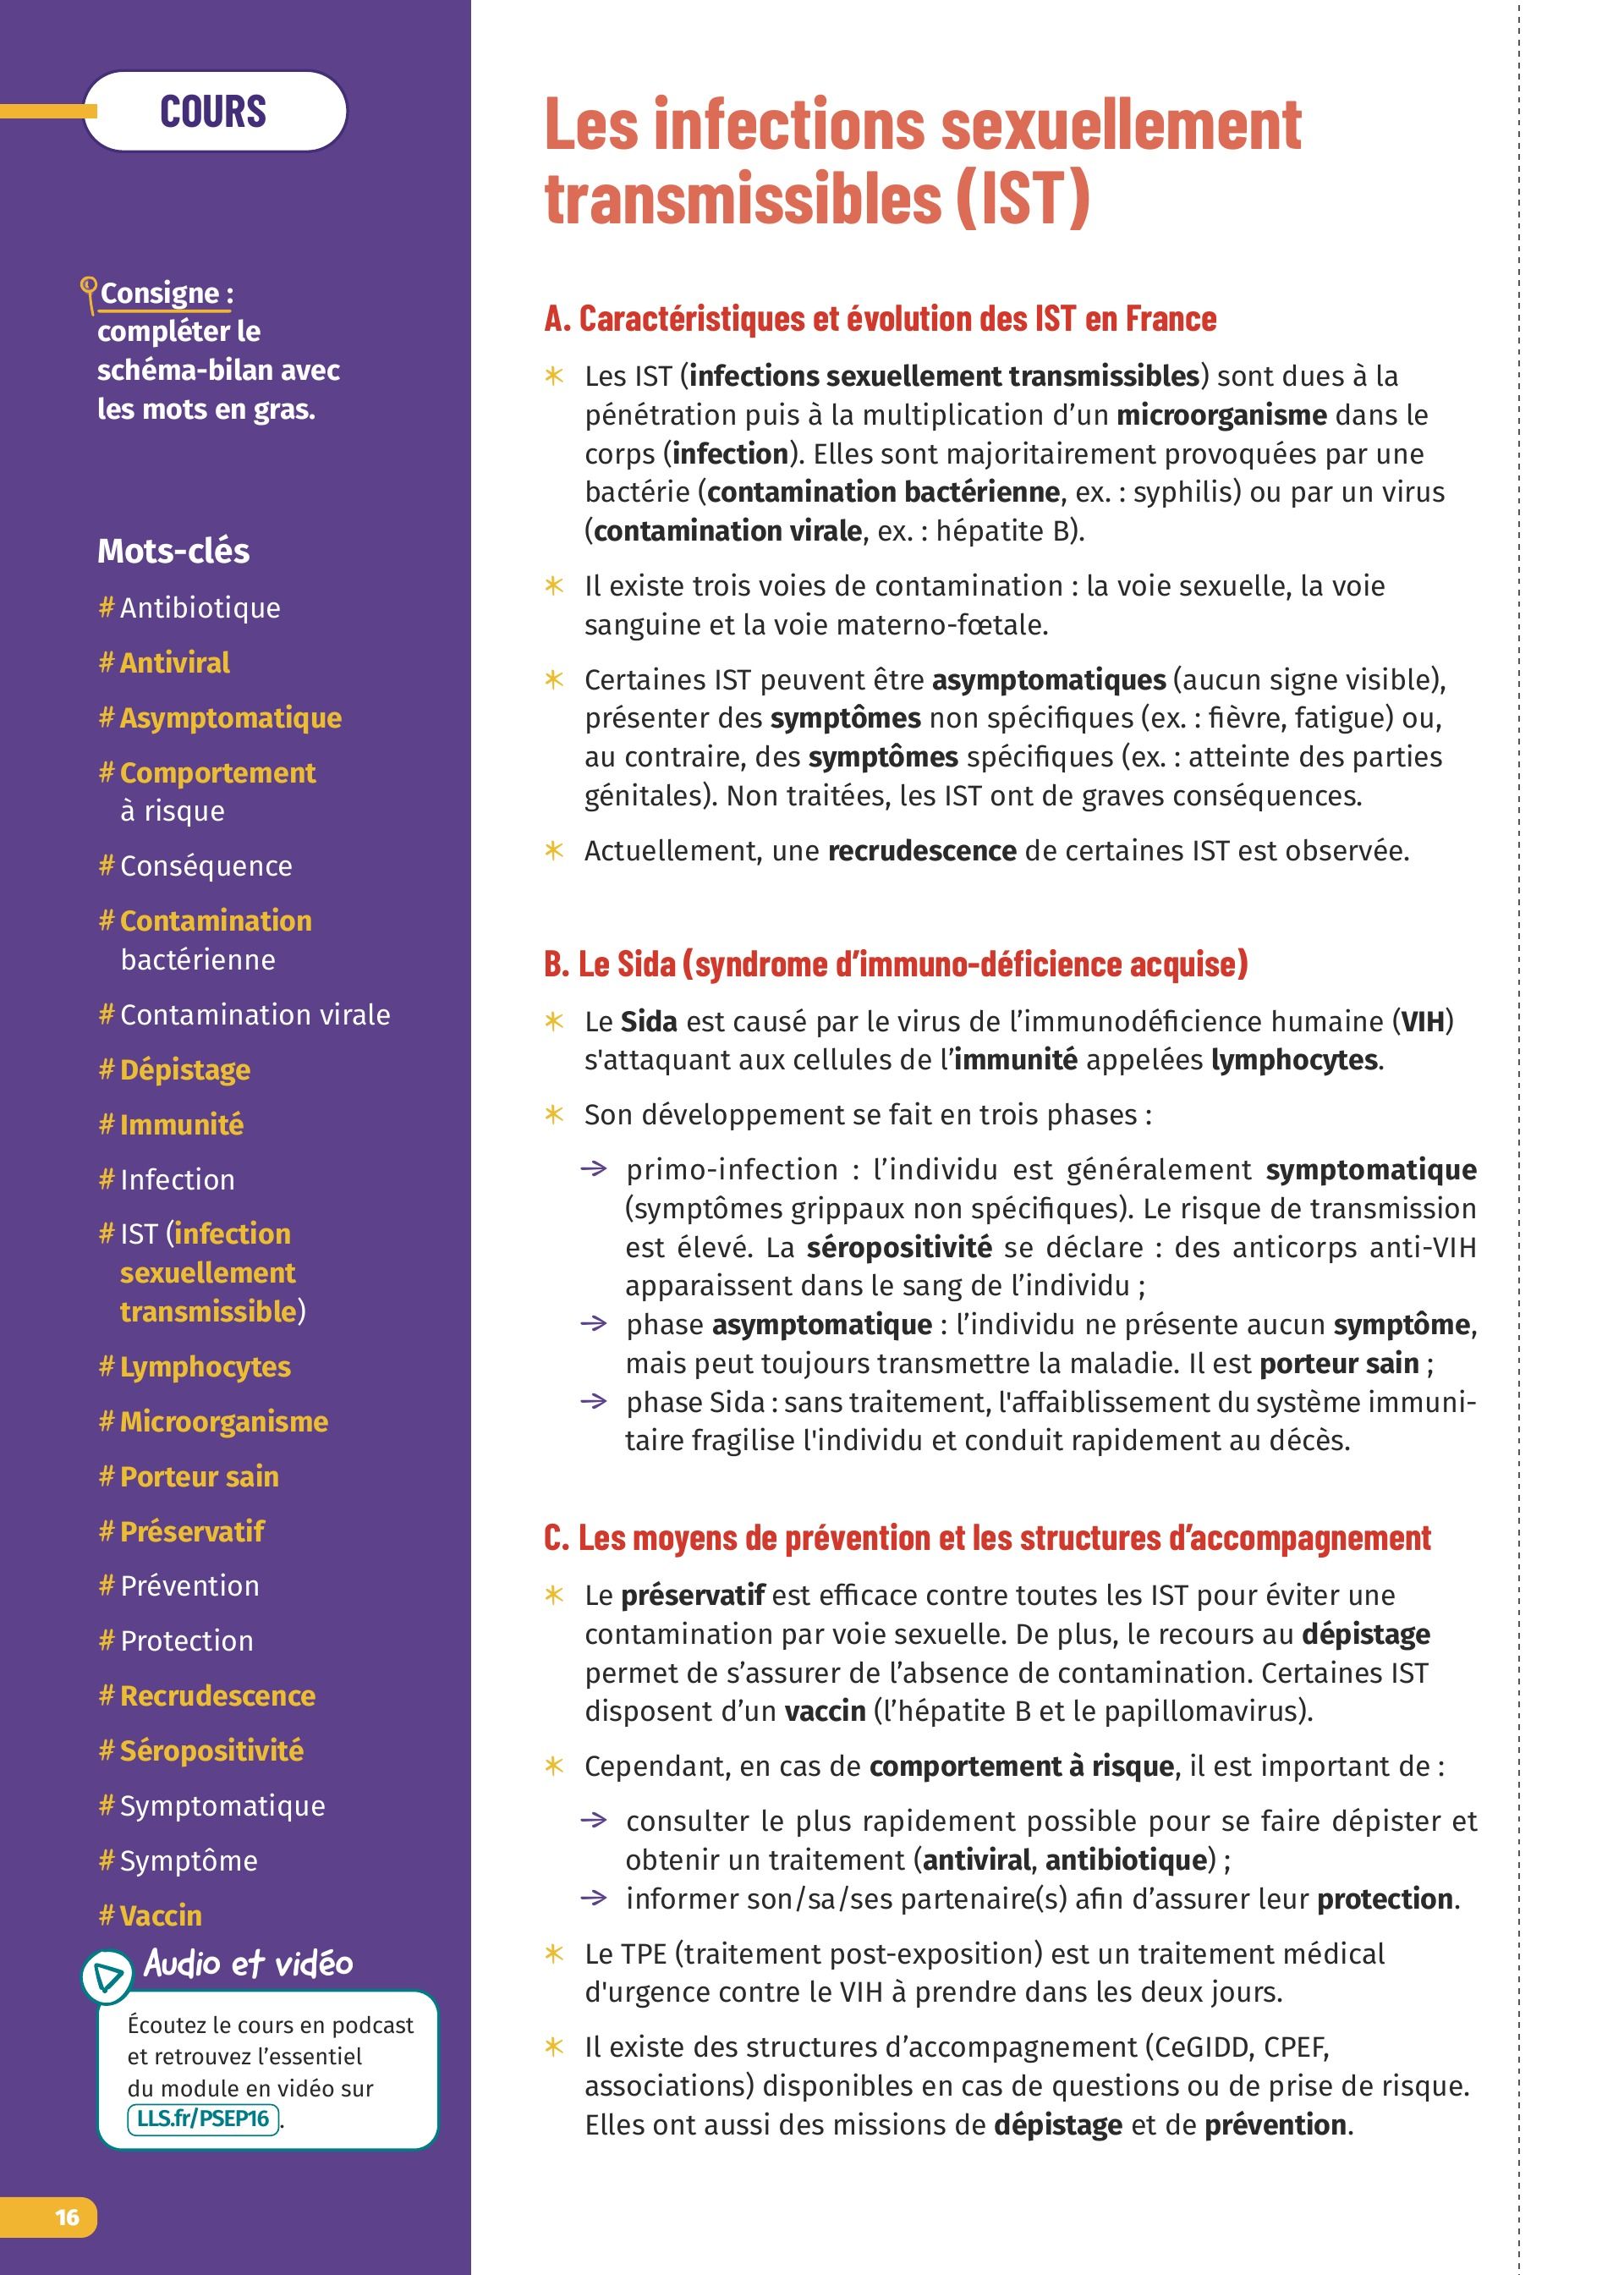 COURS
Consigne :
compléter le
schéma-bilan avec
les mots en gras.
Mots-clés
# Antibiotique
# Antiviral
# Asymptomatique
# Comportement
à risque
# Conséquence
# Contamination
bactérienne
# Contamination virale
# Dépistage
# Immunité
# Infection
# IST (infection
sexuellement
transmissible)
# Lymphocytes
# Microorganisme
# Porteur sain
# Préservatif
# Prévention
# Protection
# Recrudescence
# Séropositivité
# Symptomatique
# Symptôme
# Vaccin
Audio et vidéo
Écoutez le cours en podcast
et retrouvez l’essentiel
du module en vidéo sur
LLS.fr/PSEP16.
16
Les infections sexuellement
transmissibles (IST)
A. Caractéristiques et évolution des IST en France
* Les IST (infections sexuellement transmissibles) sont dues à la
pénétration puis à la multiplication d’un microorganisme dans le
corps (infection). Elles sont majoritairement provoquées par une
bactérie (contamination bactérienne, ex. : syphilis) ou par un virus
(contamination virale, ex. : hépatite B).
* Il existe trois voies de contamination : la voie sexuelle, la voie
sanguine et la voie materno-fœtale.
* Certaines IST peuvent être asymptomatiques (aucun signe visible),
présenter des symptômes non spécifiques (ex. : fièvre, fatigue) ou,
au contraire, des symptômes spécifiques (ex. : atteinte des parties
génitales). Non traitées, les IST ont de graves conséquences.
* Actuellement, une recrudescence de certaines IST est observée.
B. Le Sida (syndrome d’immuno-déficience acquise)
* Le Sida est causé par le virus de l’immunodéficience humaine (VIH)
s'attaquant aux cellules de l’immunité appelées lymphocytes.
* Son développement se fait en trois phases :
→ primo-infection : l’individu est généralement symptomatique
(symptômes grippaux non spécifiques). Le risque de transmission
est élevé. La séropositivité se déclare : des anticorps anti-VIH
apparaissent dans le sang de l’individu ;
→ phase asymptomatique : l’individu ne présente aucun symptôme,
mais peut toujours transmettre la maladie. Il est porteur sain ;
→ phase Sida : sans traitement, l'affaiblissement du système immuni-
taire fragilise l'individu et conduit rapidement au décès.
C. Les moyens de prévention et les structures d’accompagnement
* Le préservatif est efficace contre toutes les IST pour éviter une
contamination par voie sexuelle. De plus, le recours au dépistage
permet de s’assurer de l’absence de contamination. Certaines IST
disposent d’un vaccin (l’hépatite B et le papillomavirus).
* Cependant, en cas de comportement à risque, il est important de :
→ consulter le plus rapidement possible pour se faire dépister et
obtenir un traitement (antiviral, antibiotique) ;
→ informer son/sa/ses partenaire(s) afin d’assurer leur protection.
* Le TPE (traitement post-exposition) est un traitement médical
d'urgence contre le VIH à prendre dans les deux jours.
* Il existe des structures d’accompagnement (CeGIDD, CPEF,
associations) disponibles en cas de questions ou de prise de risque.
Elles ont aussi des missions de dépistage et de prévention.